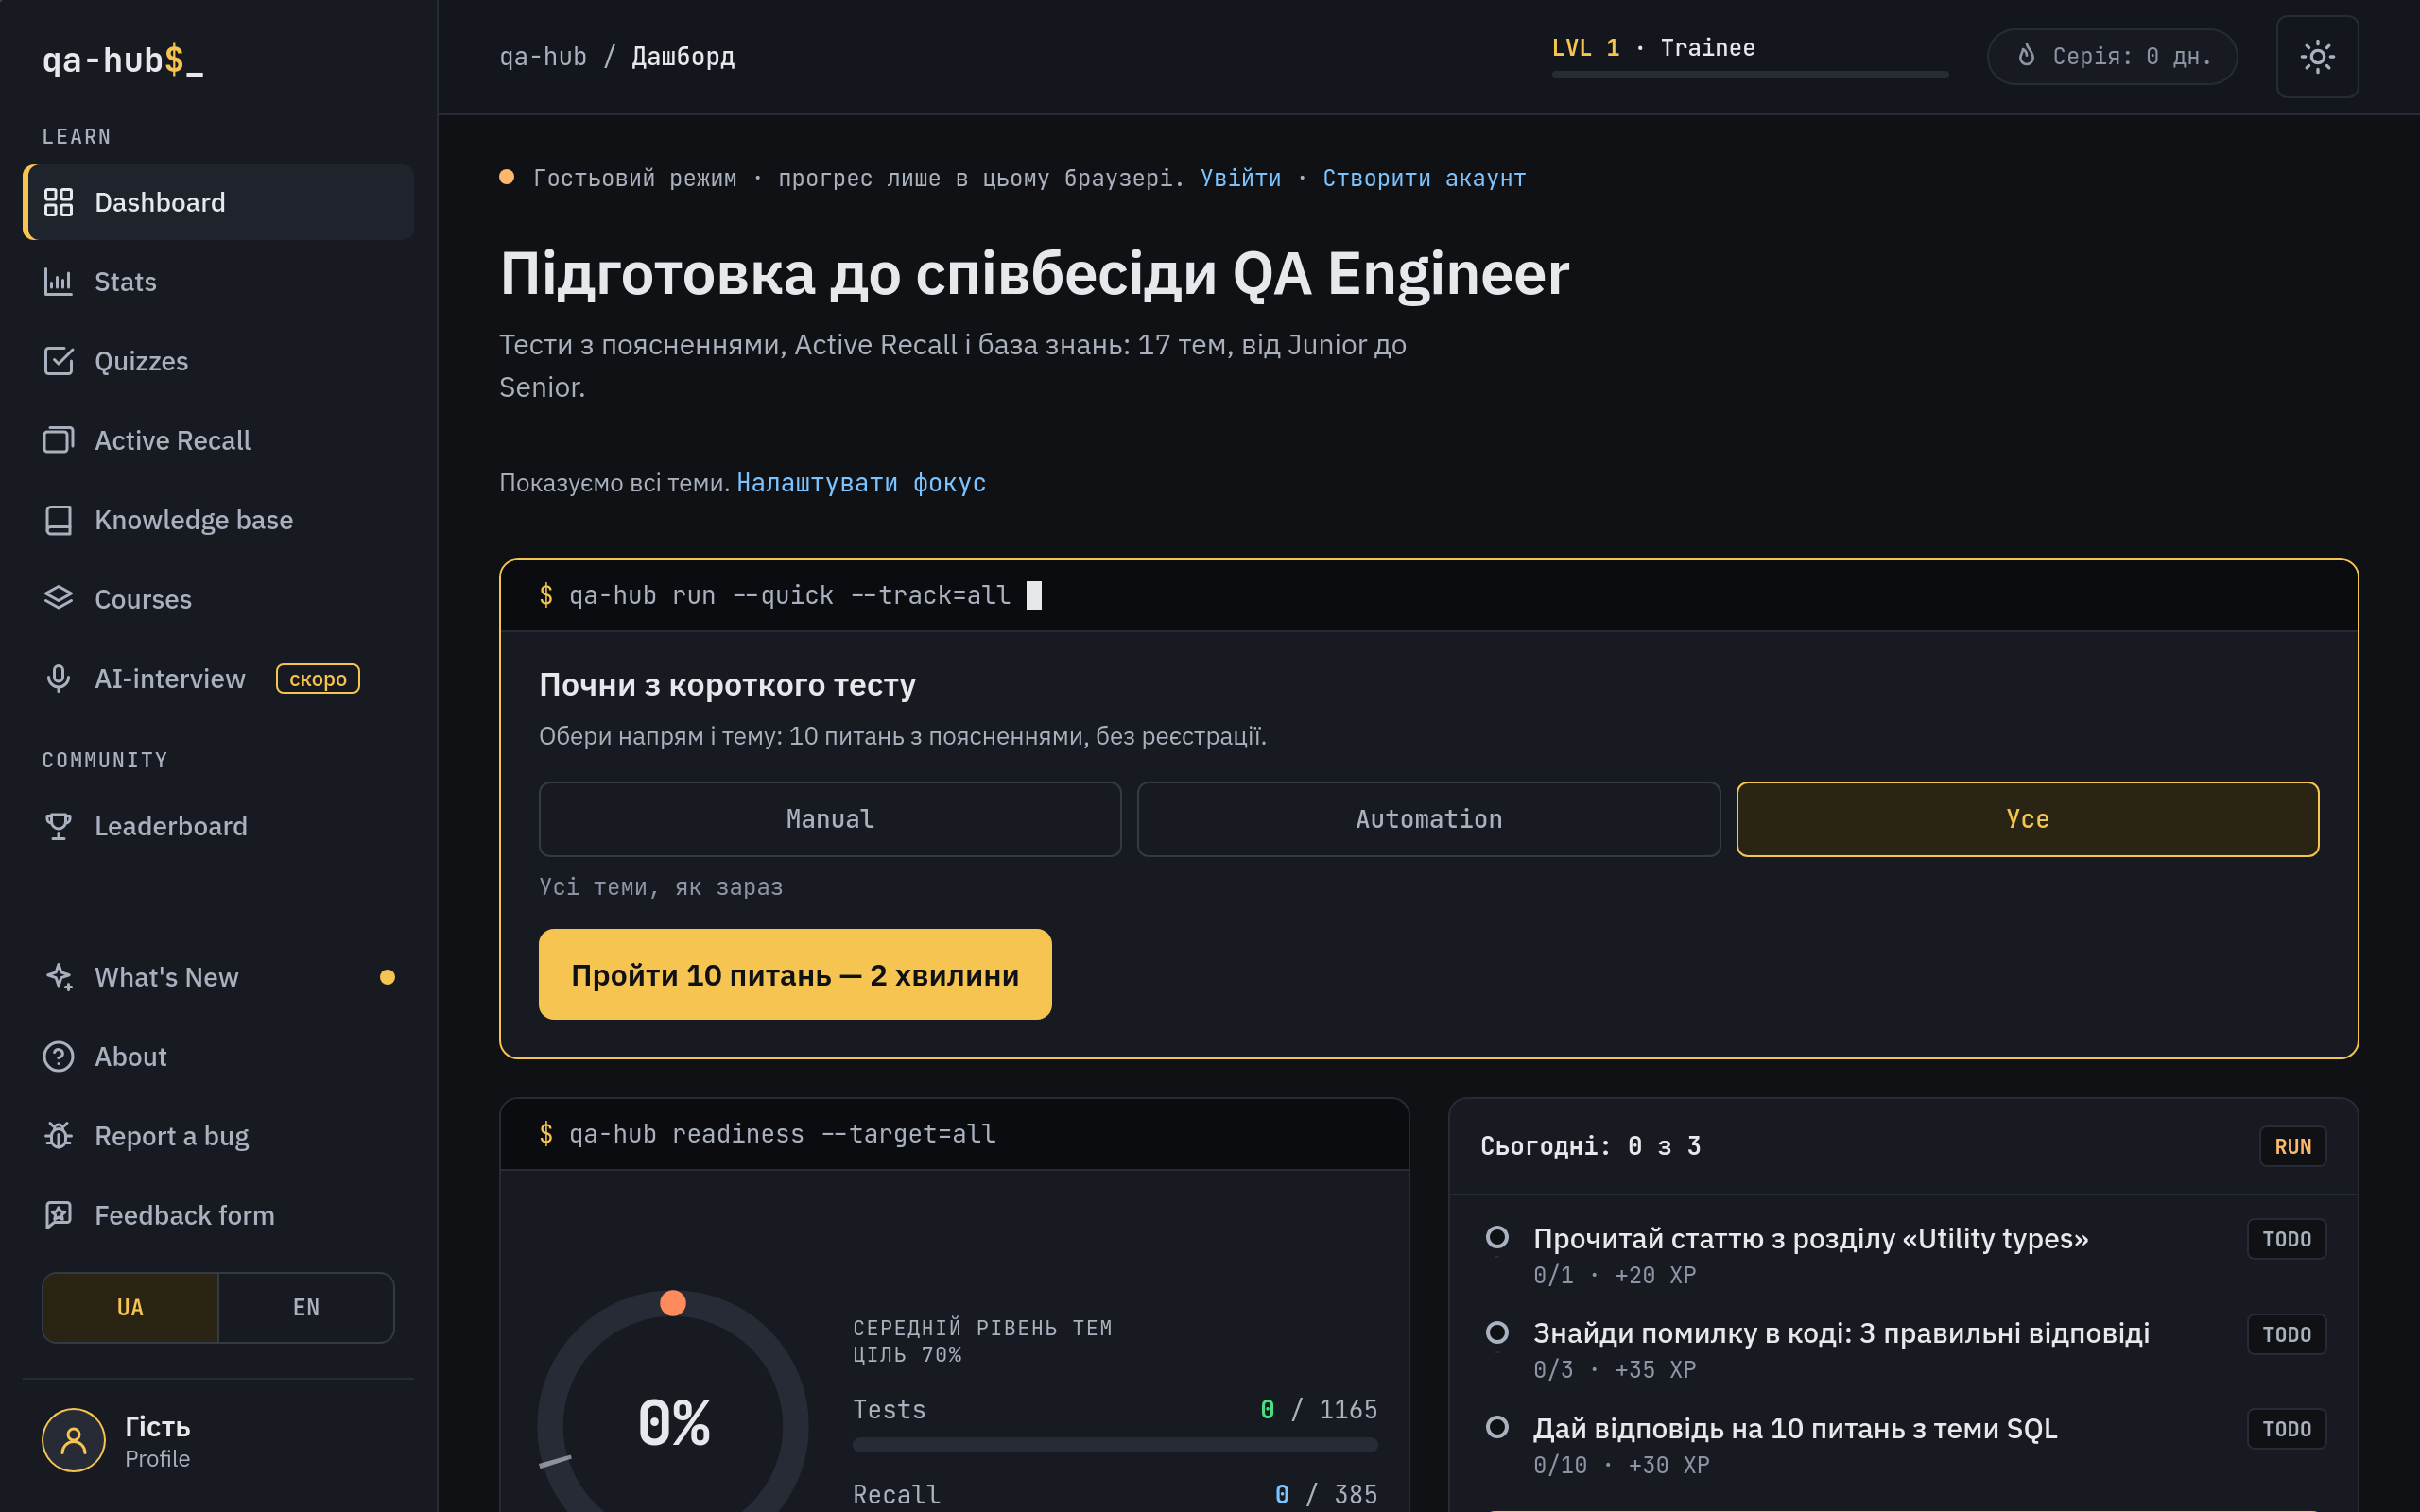 qa-hub$_
LEARN
Dashboard
Stats
Quizzes
Active Recall
Knowledge base
Courses
AI-interview скоро
COMMUNITY
Leaderboard
What's New
About
Report a bug
Feedback form
UA EN
Гість
Profile
qa-hub / Дашборд
LVL 1 · Trainee
Серія: 0 дн.
Гостьовий режим · прогрес лише в цьому браузері. Увійти · Створити акаунт
Підготовка до співбесіди QA Engineer
Тести з поясненнями, Active Recall і база знань: 17 тем, від Junior до
Senior.
Показуємо всі теми. Налаштувати фокус
$ qa-hub run --quick --track=all
Почни з короткого тесту
Обери напрям і тему: 10 питань з поясненнями, без реєстрації.
Manual Automation Усе
Усі теми, як зараз
Пройти 10 питань — 2 хвилини
$ qa-hub readiness --target=all
0%
СЕРЕДНІЙ РІВЕНЬ ТЕМ
ЦІЛЬ 70%
Tests 0 / 1165
Recall 0 / 385
Сьогодні: 0 з 3 RUN
Прочитай статтю з розділу «Utility types» TODO
0/1 · +20 XP
Знайди помилку в коді: 3 правильні відповіді TODO
0/3 · +35 XP
Дай відповідь на 10 питань з теми SQL TODO
0/10 · +30 XP